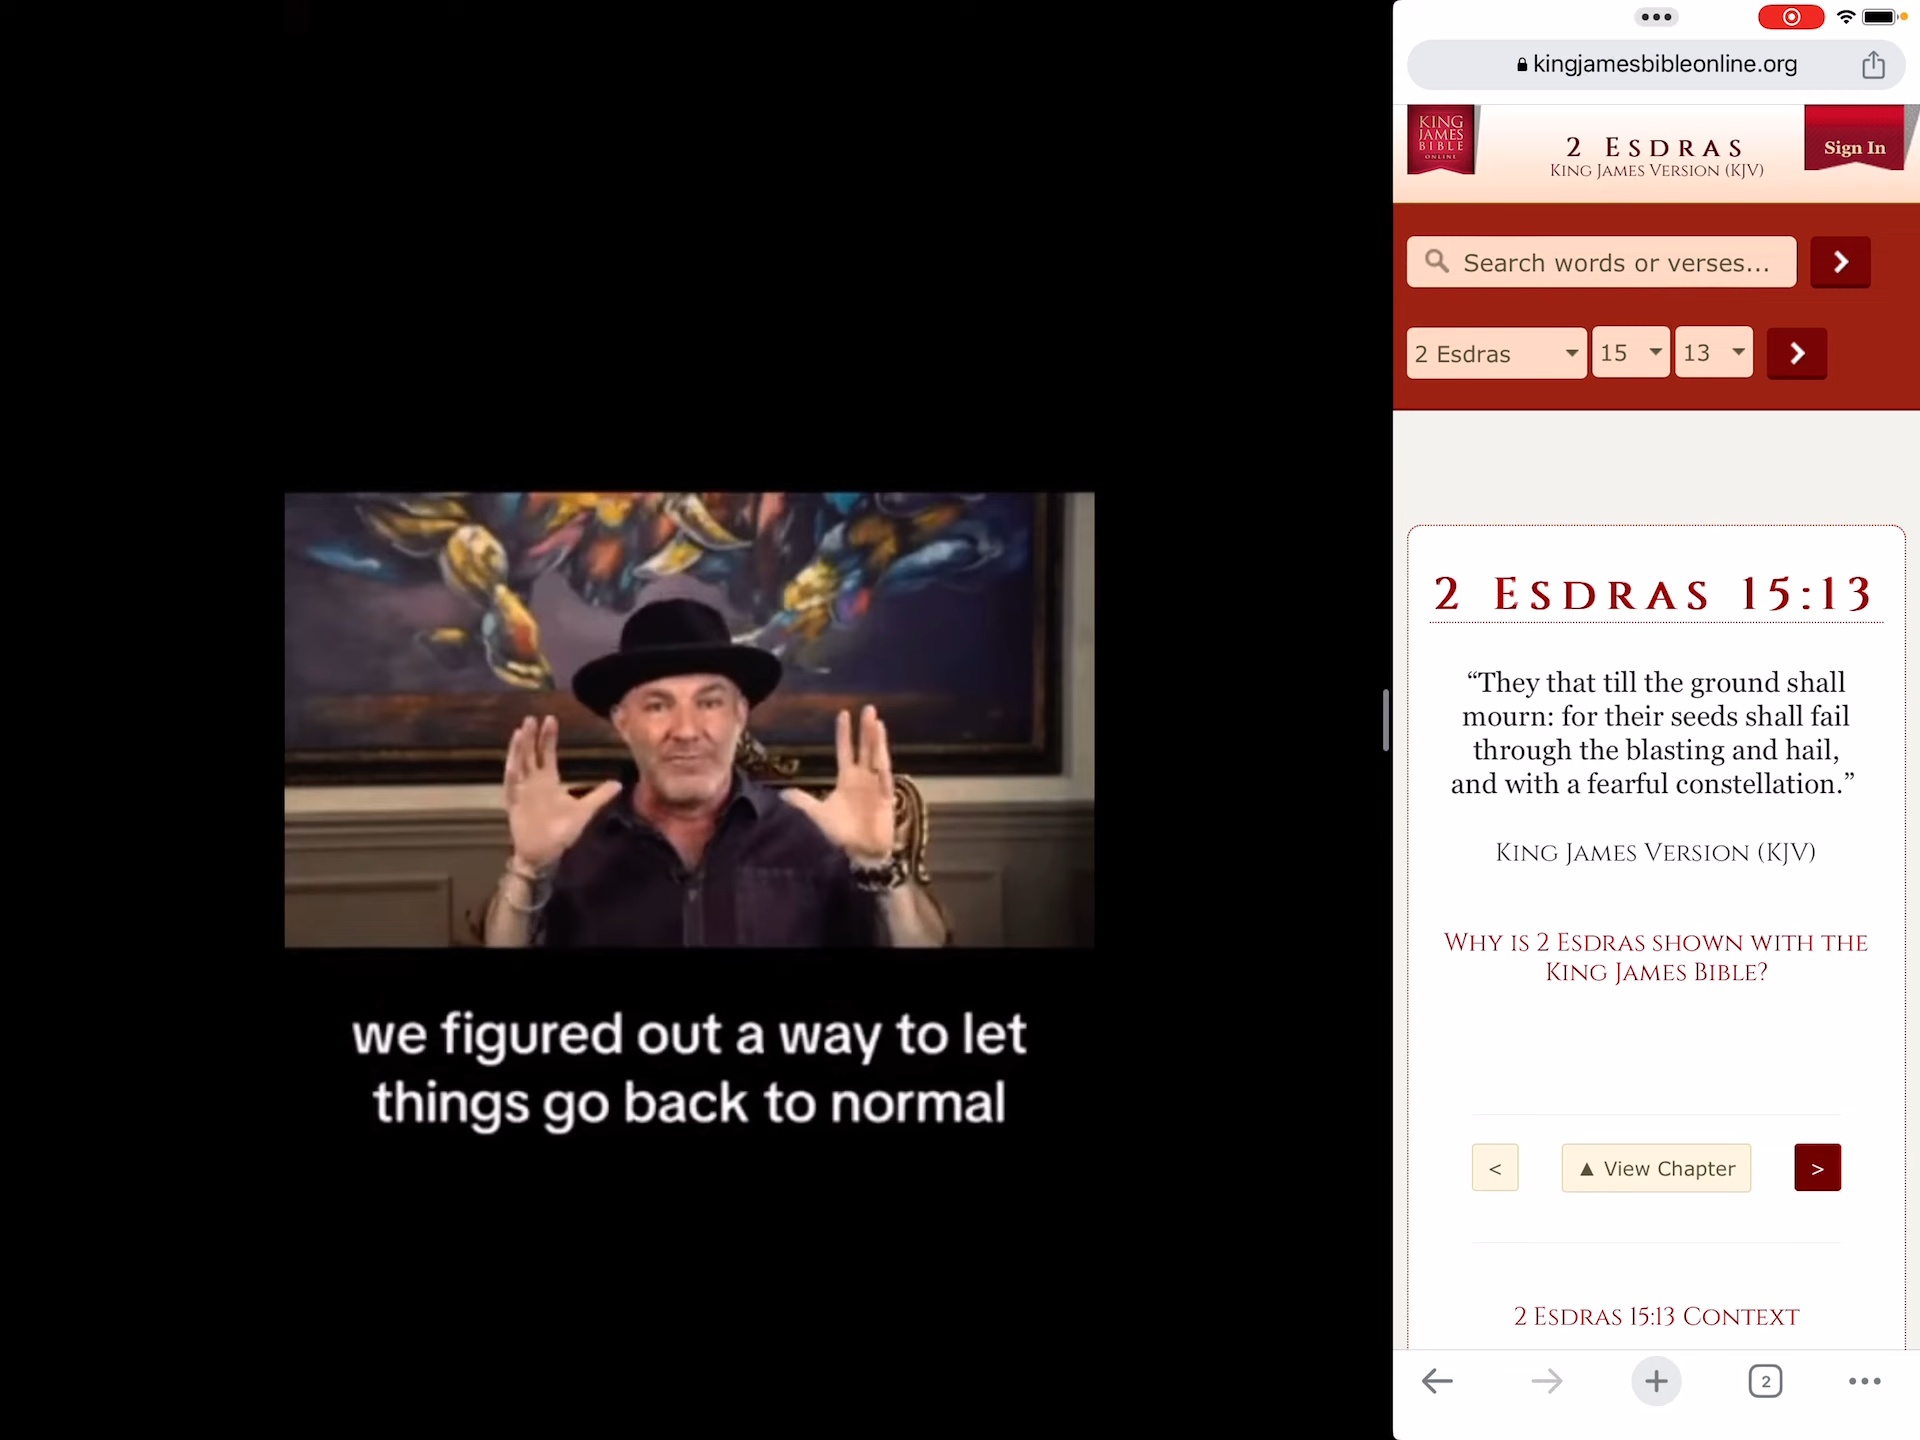 we figured out a way to let
things go back to normal
kingjamesbibleonline.org
KING
JAMES
BIBLE
ONLINE
2 ESDRAS
KING JAMES VERSION (KJV)
Sign In
Search words or verses...
2 Esdras
15
13
2 ESDRAS 15:13
“They that till the ground shall
mourn: for their seeds shall fail
through the blasting and hail,
and with a fearful constellation.”
KING JAMES VERSION (KJV)
WHY IS 2 ESDRAS SHOWN WITH THE
KING JAMES BIBLE?
<
▲ View Chapter
>
2 ESDRAS 15:13 CONTEXT
2